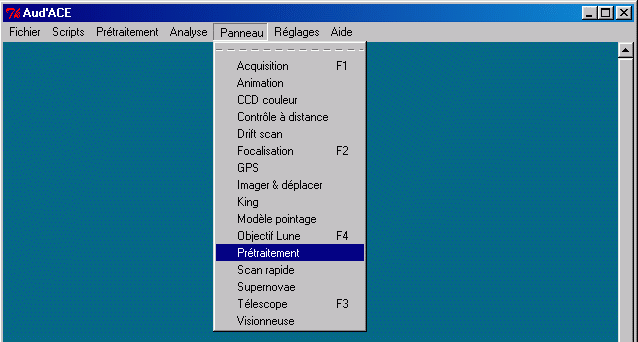 Aud'ACE
Fichier Scripts Prétraitement Analyse Panneau Réglages Aide
Acquisition F1
Animation
CCD couleur
Contrôle à distance
Drift scan
Focalisation F2
GPS
Imager & déplacer
King
Modèle pointage
Objectif Lune F4
Prétraitement
Scan rapide
Supernovae
Télescope F3
Visionneuse